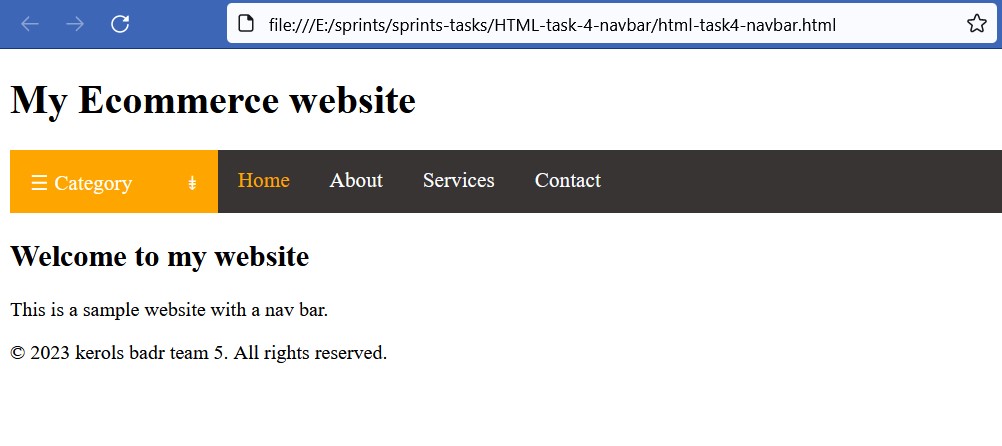 file:///E:/sprints/sprints-tasks/HTML-task-4-navbar/html-task4-navbar.html
My Ecommerce website
☰ Category ⇟ Home About Services Contact
Welcome to my website
This is a sample website with a nav bar.
© 2023 kerols badr team 5. All rights reserved.